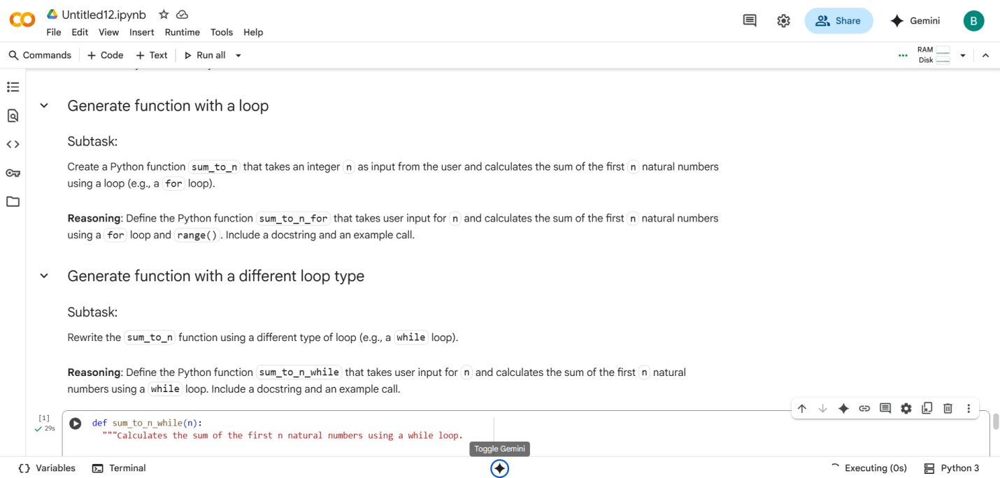 CO
Untitled12.ipynb
File Edit View Insert Runtime Tools Help
Share
Gemini
B
Commands
+ Code
+ Text
Run all
RAM
Disk
Generate function with a loop
Subtask:
Create a Python function sum_to_n that takes an integer n as input from the user and calculates the sum of the first n natural numbers
using a loop (e.g., a for loop).
Reasoning: Define the Python function sum_to_n_for that takes user input for n and calculates the sum of the first n natural numbers
using a for loop and range(). Include a docstring and an example call.
Generate function with a different loop type
Subtask:
Rewrite the sum_to_n function using a different type of loop (e.g., a while loop).
Reasoning: Define the Python function sum_to_n_while that takes user input for n and calculates the sum of the first n natural
numbers using a while loop. Include a docstring and an example call.
[1]
29s
def sum_to_n_while(n):
"""Calculates the sum of the first n natural numbers using a while loop.
Toggle Gemini
{} Variables
Terminal
Executing (0s)
Python 3